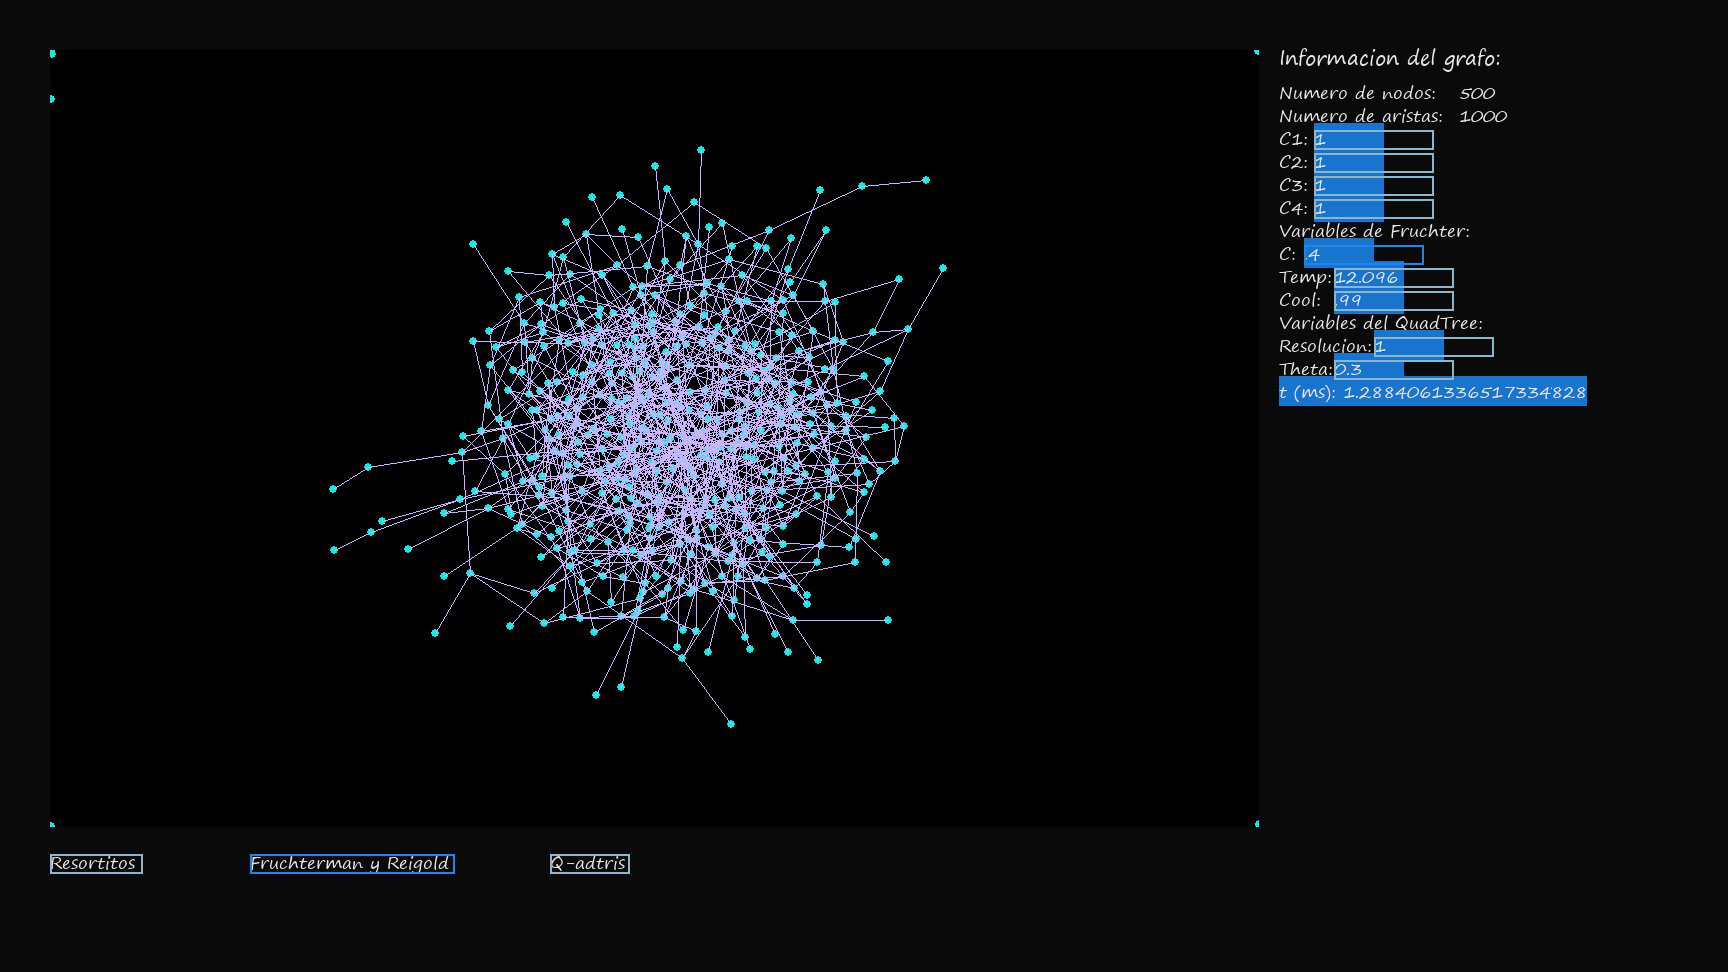 Informacion del grafo:
Numero de nodos: 500
Numero de aristas: 1000
C1: 1
C2: 1
C3: 1
C4: 1
Variables de Fruchter:
C: .4
Temp: 12.096
Cool: .99
Variables del QuadTree:
Resolucion: 1
Theta: 0.3
t (ms): 1.2884061336517334828
Resortitos
Fruchterman y Reigold
Q-adtris